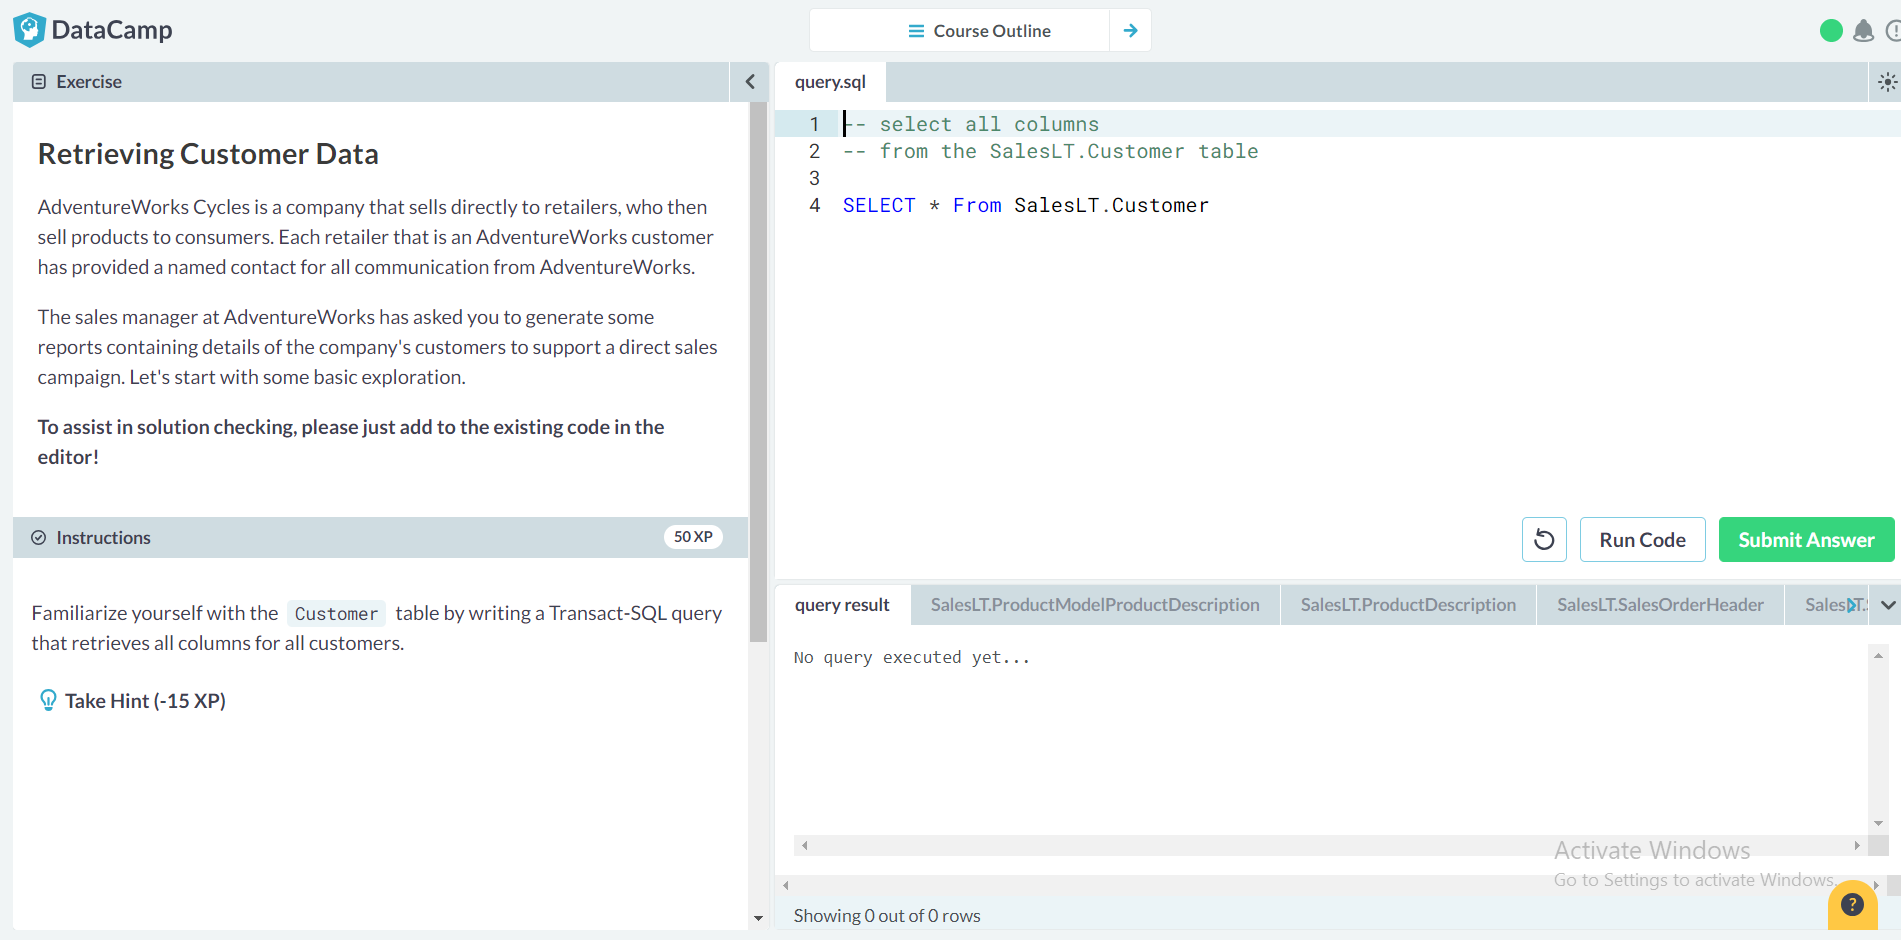 DataCamp
Course Outline
Exercise
Retrieving Customer Data
AdventureWorks Cycles is a company that sells directly to retailers, who then
sell products to consumers. Each retailer that is an AdventureWorks customer
has provided a named contact for all communication from AdventureWorks.
The sales manager at AdventureWorks has asked you to generate some
reports containing details of the company's customers to support a direct sales
campaign. Let's start with some basic exploration.
To assist in solution checking, please just add to the existing code in the
editor!
Instructions
50 XP
Familiarize yourself with the Customer table by writing a Transact-SQL query
that retrieves all columns for all customers.
Take Hint (-15 XP)
query.sql
1 -- select all columns
2 -- from the SalesLT.Customer table
3
4 SELECT * From SalesLT.Customer
Run Code
Submit Answer
query result
SalesLT.ProductModelProductDescription
SalesLT.ProductDescription
SalesLT.SalesOrderHeader
No query executed yet...
Activate Windows
Go to Settings to activate Windows.
Showing 0 out of 0 rows
?